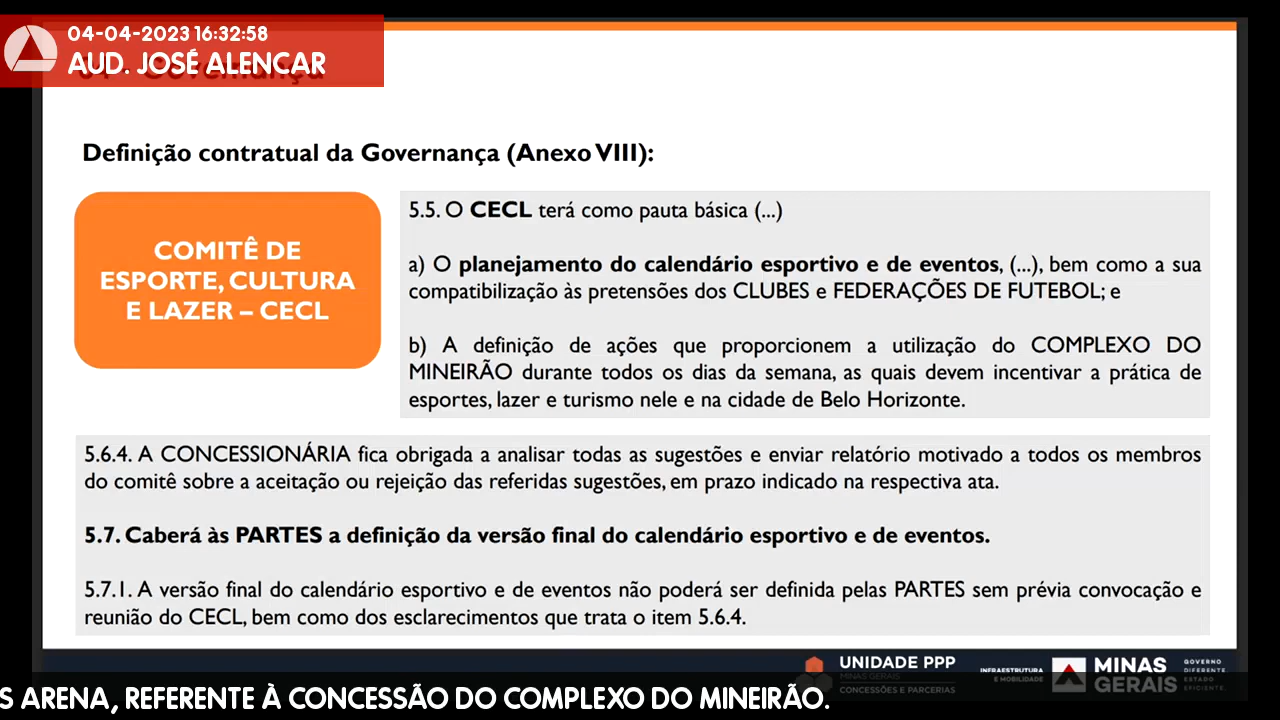 04-04-2023 16:32:58
AUD. JOSÉ ALENCAR
Definição contratual da Governança (Anexo VIII):
COMITÊ DE
ESPORTE, CULTURA
E LAZER – CECL
5.5. O CECL terá como pauta básica (...)
a) O planejamento do calendário esportivo e de eventos, (...), bem como a sua
compatibilização às pretensões dos CLUBES e FEDERAÇÕES DE FUTEBOL; e
b) A definição de ações que proporcionem a utilização do COMPLEXO DO
MINEIRÃO durante todos os dias da semana, as quais devem incentivar a prática de
esportes, lazer e turismo nele e na cidade de Belo Horizonte.
5.6.4. A CONCESSIONÁRIA fica obrigada a analisar todas as sugestões e enviar relatório motivado a todos os membros
do comitê sobre a aceitação ou rejeição das referidas sugestões, em prazo indicado na respectiva ata.
5.7. Caberá às PARTES a definição da versão final do calendário esportivo e de eventos.
5.7.1. A versão final do calendário esportivo e de eventos não poderá ser definida pelas PARTES sem prévia convocação e
reunião do CECL, bem como dos esclarecimentos que trata o item 5.6.4.
UNIDADE PPP
MINAS GERAIS
CONCESSÕES E PARCERIAS
INFRAESTRUTURA
E MOBILIDADE
MINAS
GERAIS
GOVERNO
DIFERENTE.
ESTADO
EFICIENTE.
S ARENA, REFERENTE À CONCESSÃO DO COMPLEXO DO MINEIRÃO.